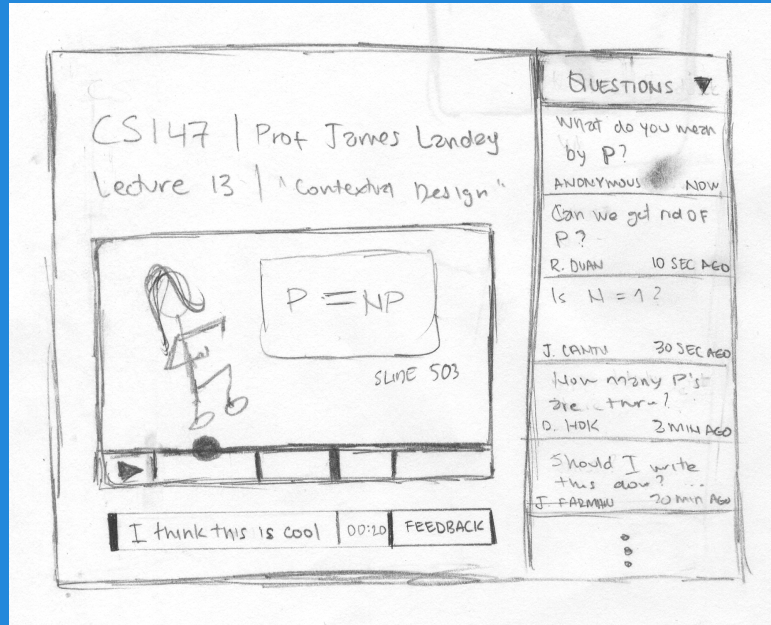 CS147 | Prof James Landay
Lecture 13 | "Contextul Design"
P = NP
SLIDE 503
I think this is cool
00:20
FEEDBACK
QUESTIONS
What do you mean
by P?
ANONYMOUS NOW
Can we get rid OF
P?
R. DUAN 10 SEC AGO
Is N = 1?
J. CANTU 30 SEC AGO
How many P's
are there?
D. HOK 2 MIN AGO
Should I write
this down? ..
J. FARMAN 20 min AGO